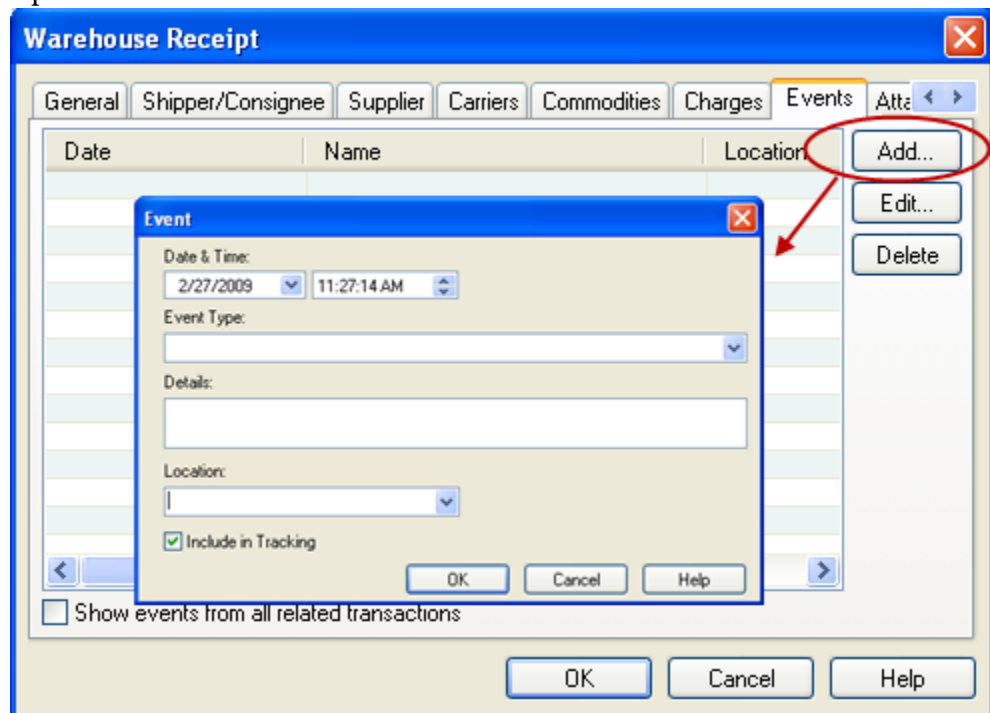 Warehouse Receipt
General Shipper/Consignee Supplier Carriers Commodities Charges Events Atta
Date Name Location Add...
Edit...
Delete
Event
Date & Time:
2/27/2009 11:27:14 AM
Event Type:
Details:
Location:
Include in Tracking
OK Cancel Help
Show events from all related transactions
OK Cancel Help